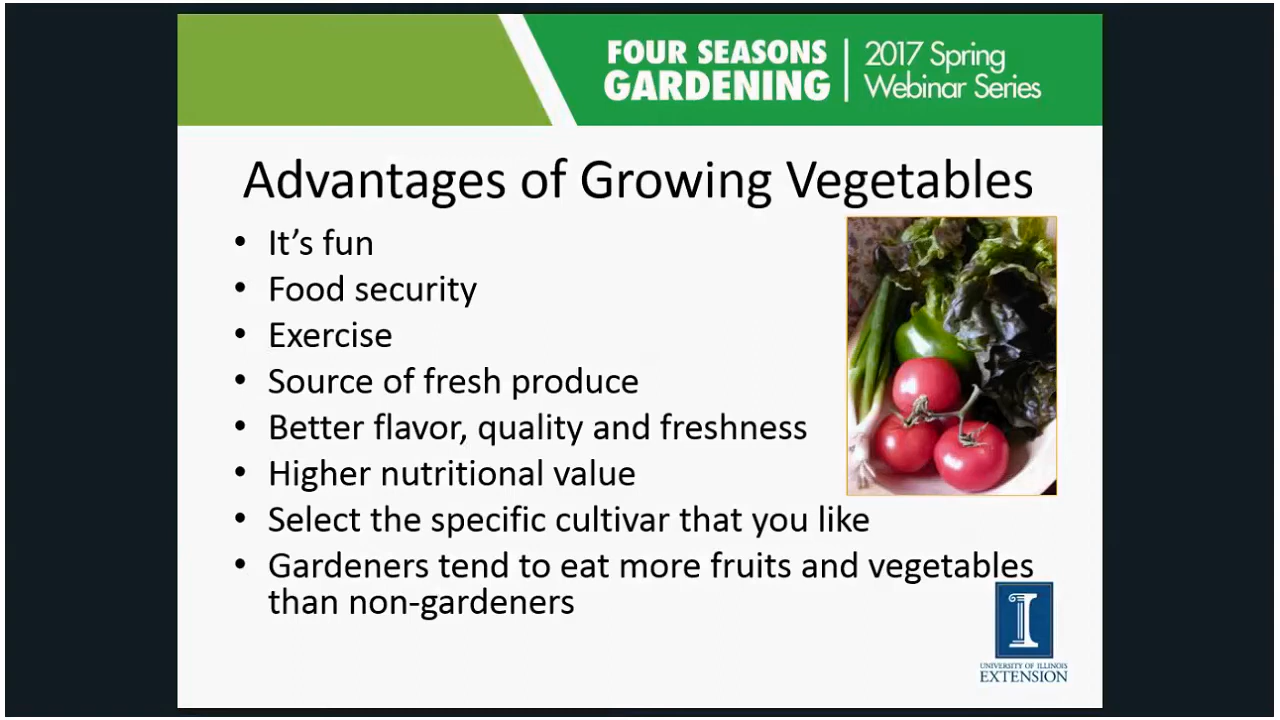 FOUR SEASONS
GARDENING
2017 Spring
Webinar Series
Advantages of Growing Vegetables
• It's fun
• Food security
• Exercise
• Source of fresh produce
• Better flavor, quality and freshness
• Higher nutritional value
• Select the specific cultivar that you like
• Gardeners tend to eat more fruits and vegetables
than non-gardeners
I
UNIVERSITY OF ILLINOIS
EXTENSION